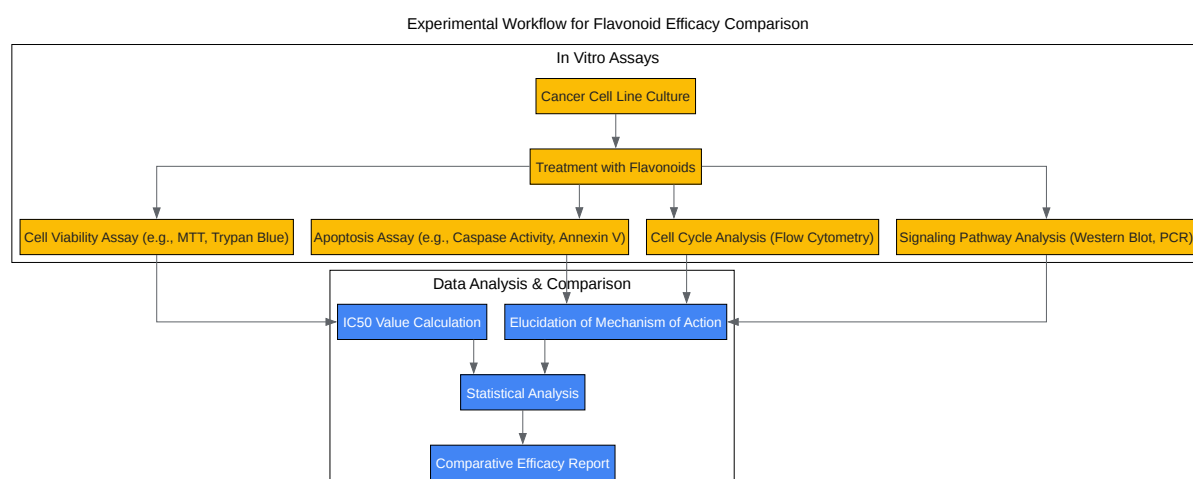 Experimental Workflow for Flavonoid Efficacy Comparison
In Vitro Assays
Cancer Cell Line Culture
Treatment with Flavonoids
Cell Viability Assay (e.g., MTT, Trypan Blue)
Apoptosis Assay (e.g., Caspase Activity, Annexin V)
Cell Cycle Analysis (Flow Cytometry)
Signaling Pathway Analysis (Western Blot, PCR)
Data Analysis & Comparison
IC50 Value Calculation
Elucidation of Mechanism of Action
Statistical Analysis
Comparative Efficacy Report